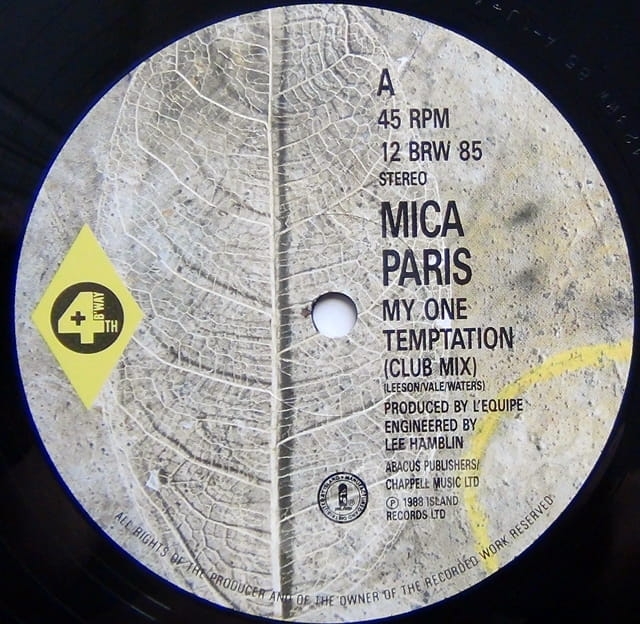 A
45 RPM
12 BRW 85
STEREO
MICA
PARIS
MY ONE
TEMPTATION
(CLUB MIX)
(LEESON/VALE/WATERS)
PRODUCED BY L'EQUIPE
ENGINEERED BY
LEE HAMBLIN
ABACUS PUBLISHERS/
CHAPPELL MUSIC LTD
℗ 1988 ISLAND
RECORDS LTD
4+
B'WAY
TH
ALL RIGHTS OF THE PRODUCER AND OF THE OWNER OF THE RECORDED WORK RESERVED